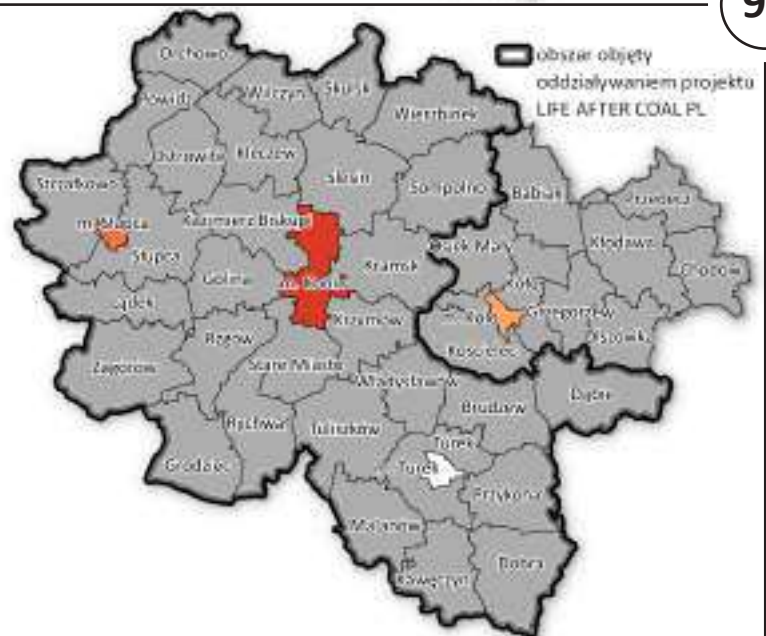 9
obszar objęty
oddziaływaniem projektu
LIFE AFTER COAL PL
Orchowo
Powidz
Wilczyn
Skulsk
Wierzbinek
Ostrowite
Kleczew
Ślesin
Sompolno
Babiak
Przedecz
Strzałkowo
m. Słupca
Słupca
Kazimierz Biskupi
Golina
m. Konin
Kramsk
Osiek Mały
Kłodawa
Chodów
Koło
Grzegorzew
Olszówka
Kościelec
Lądek
Rzgów
Krzymów
Zagórów
Stare Miasto
Władysławów
Brudzew
Dąbie
Rychwał
Tuliszków
Turek
Turek
Grodziec
Przykona
Malanów
Kawęczyn
Dobra